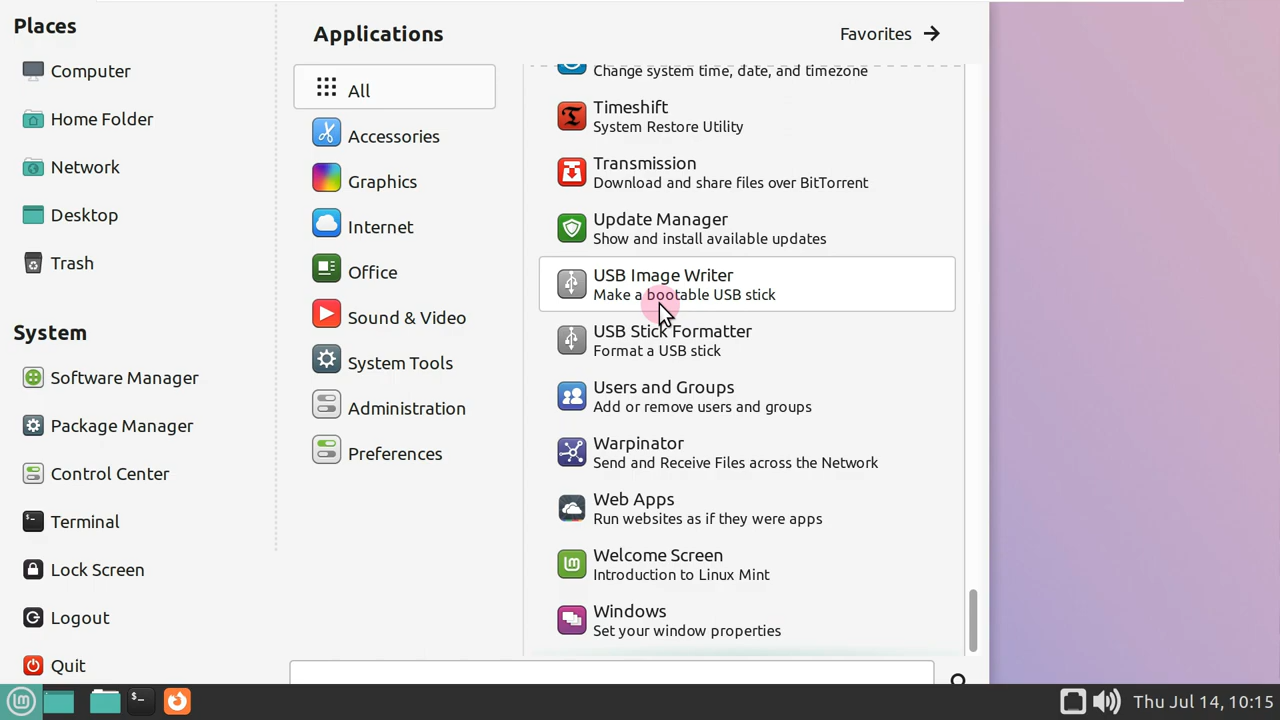 Places
Computer
Home Folder
Network
Desktop
Trash
System
Software Manager
Package Manager
Control Center
Terminal
Lock Screen
Logout
Quit
Applications
Favorites
All
Accessories
Graphics
Internet
Office
Sound & Video
System Tools
Administration
Preferences
Change system time, date, and timezone
Timeshift
System Restore Utility
Transmission
Download and share files over BitTorrent
Update Manager
Show and install available updates
USB Image Writer
Make a bootable USB stick
USB Stick Formatter
Format a USB stick
Users and Groups
Add or remove users and groups
Warpinator
Send and Receive Files across the Network
Web Apps
Run websites as if they were apps
Welcome Screen
Introduction to Linux Mint
Windows
Set your window properties
Thu Jul 14, 10:15